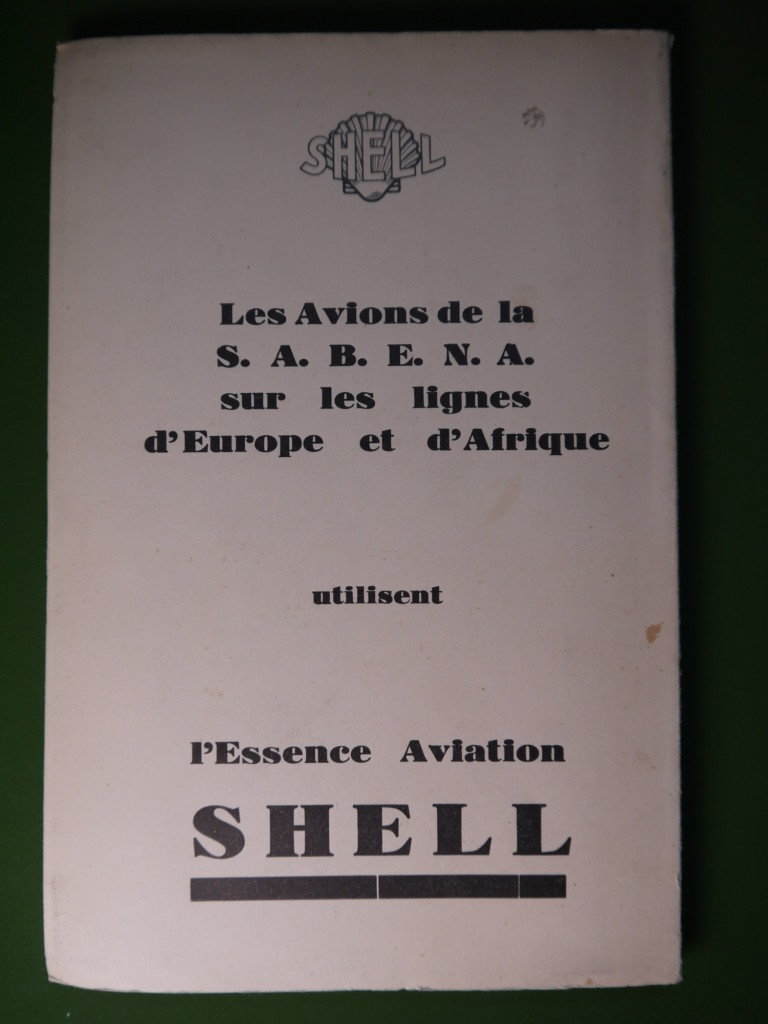 SHELL
Les Avions de la
S. A. B. E. N. A.
sur les lignes
d'Europe et d'Afrique
utilisent
l'Essence Aviation
SHELL